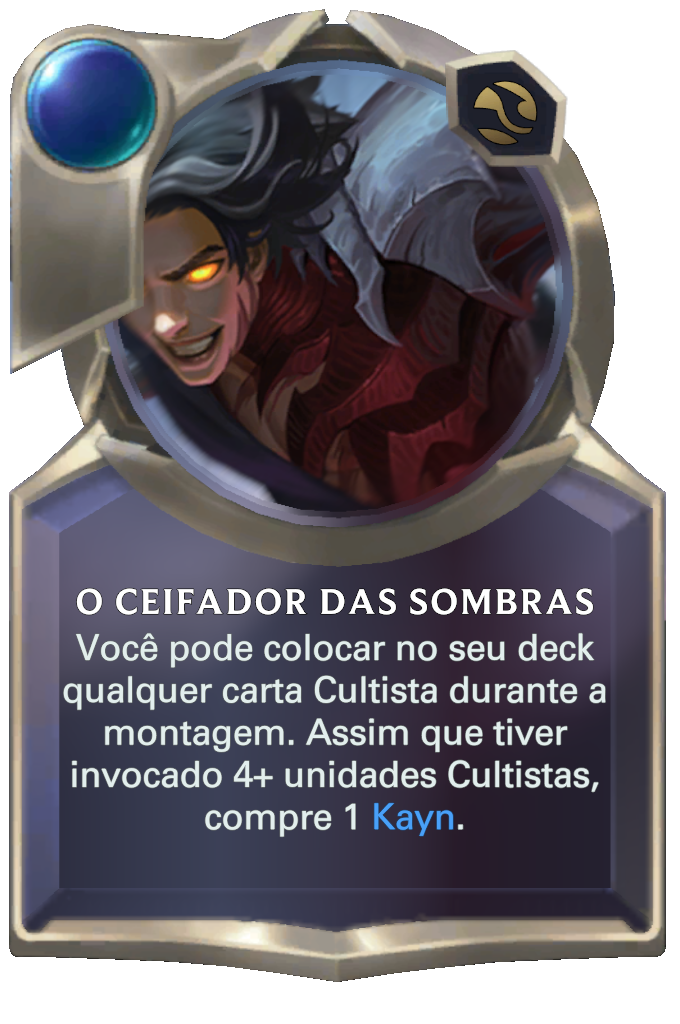 O CEIFADOR DAS SOMBRAS
Você pode colocar no seu deck
qualquer carta Cultista durante a
montagem. Assim que tiver
invocado 4+ unidades Cultistas,
compre 1 Kayn.